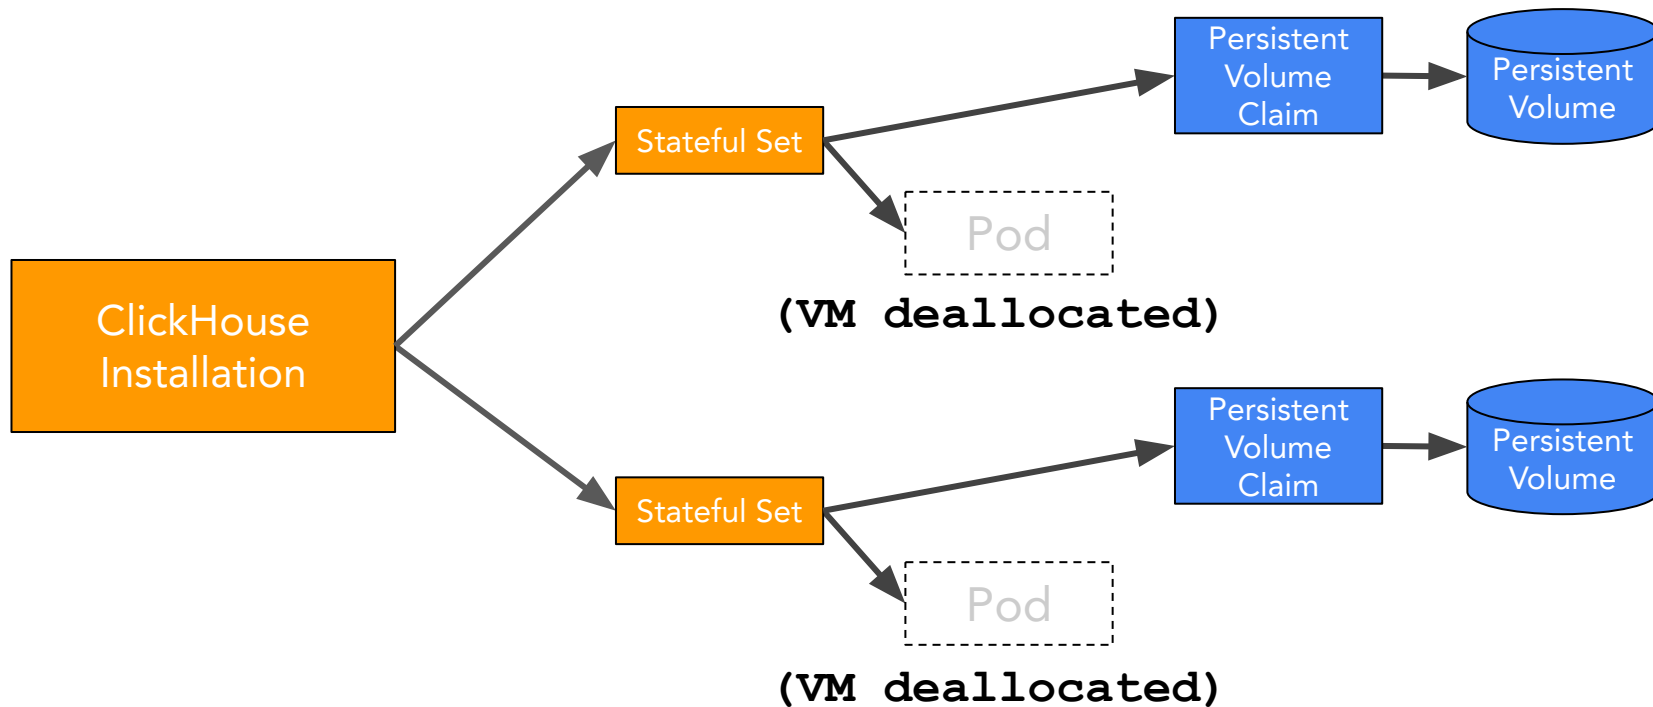 Persistent
Volume
Claim
Persistent
Volume
Stateful Set
Pod
(VM deallocated)
ClickHouse
Installation
Persistent
Volume
Claim
Persistent
Volume
Stateful Set
Pod
(VM deallocated)